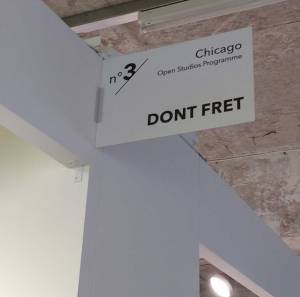 n°3
Chicago
Open Studios Programme
DONT FRET